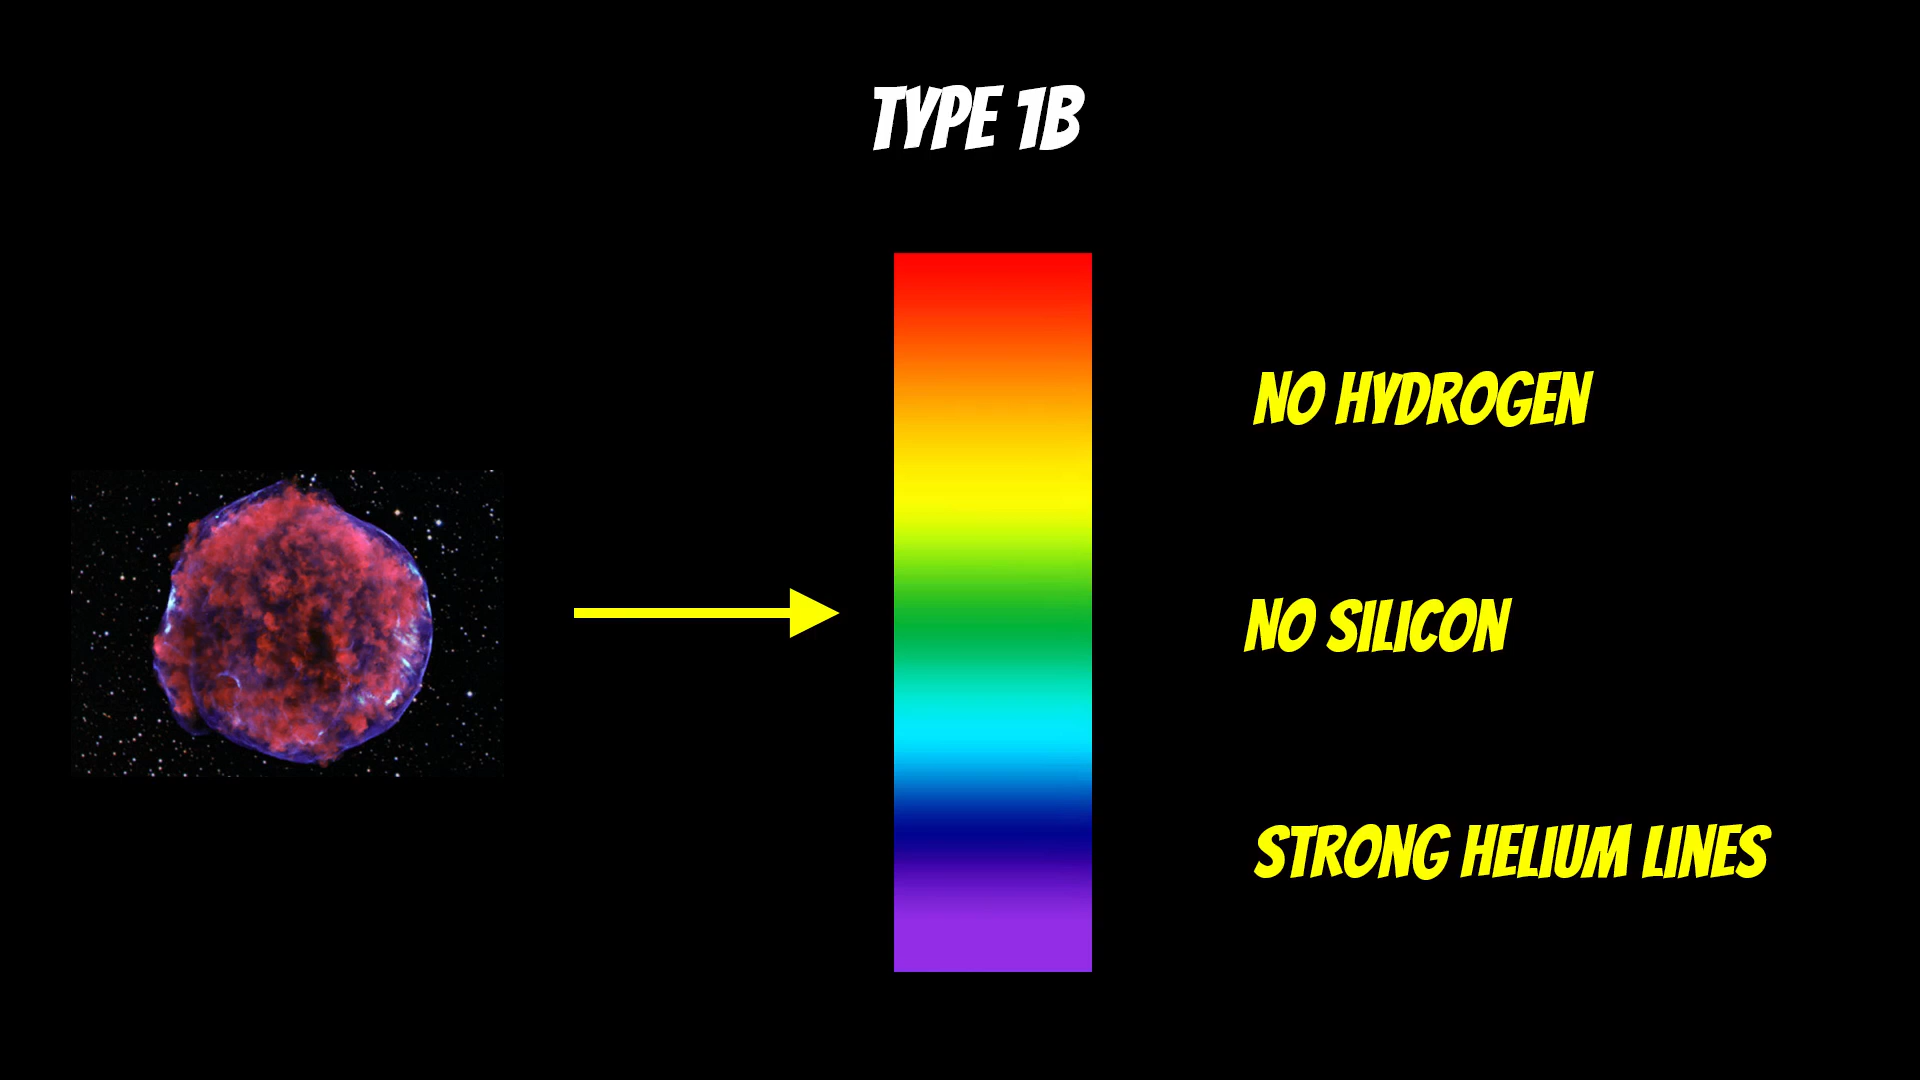 TYPE 1B
NO HYDROGEN
NO SILICON
STRONG HELIUM LINES